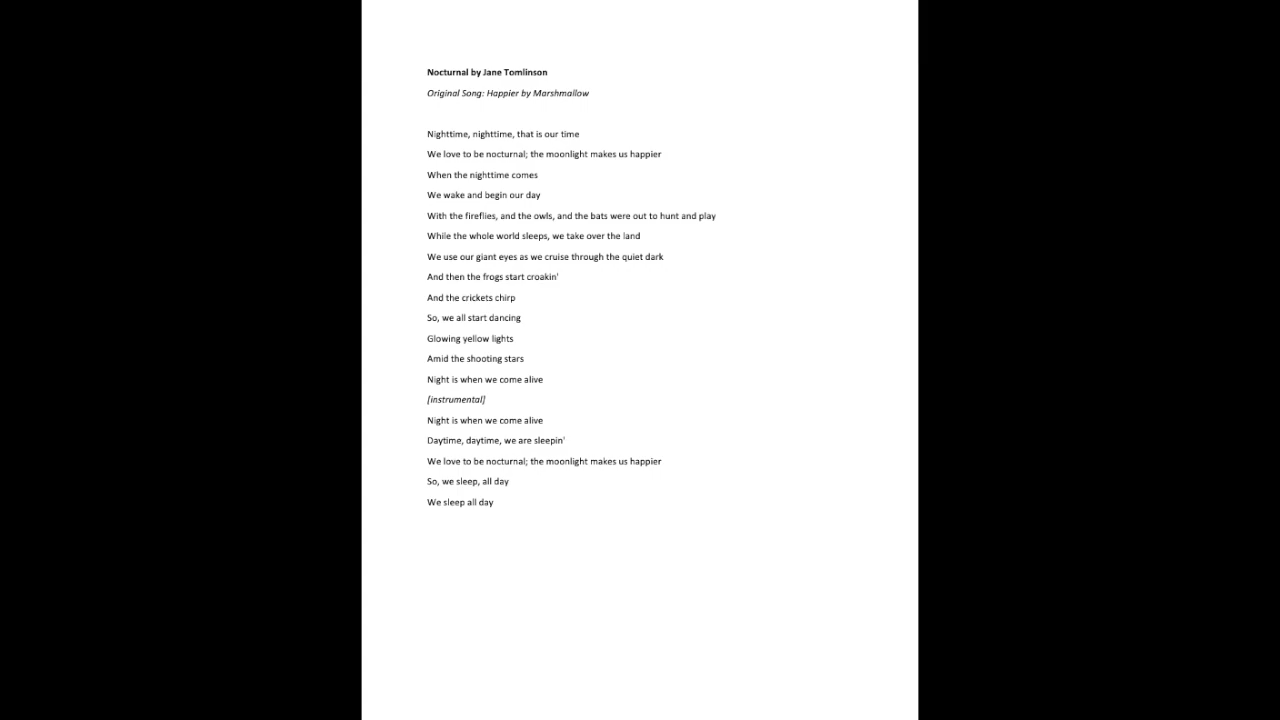 Nocturnal by Jane Tomlinson
Original Song: Happier by Marshmallow
Nighttime, nighttime, that is our time
We love to be nocturnal; the moonlight makes us happier
When the nighttime comes
We wake and begin our day
With the fireflies, and the owls, and the bats were out to hunt and play
While the whole world sleeps, we take over the land
We use our giant eyes as we cruise through the quiet dark
And then the frogs start croakin'
And the crickets chirp
So, we all start dancing
Glowing yellow lights
Amid the shooting stars
Night is when we come alive
[instrumental]
Night is when we come alive
Daytime, daytime, we are sleepin'
We love to be nocturnal; the moonlight makes us happier
So, we sleep, all day
We sleep all day